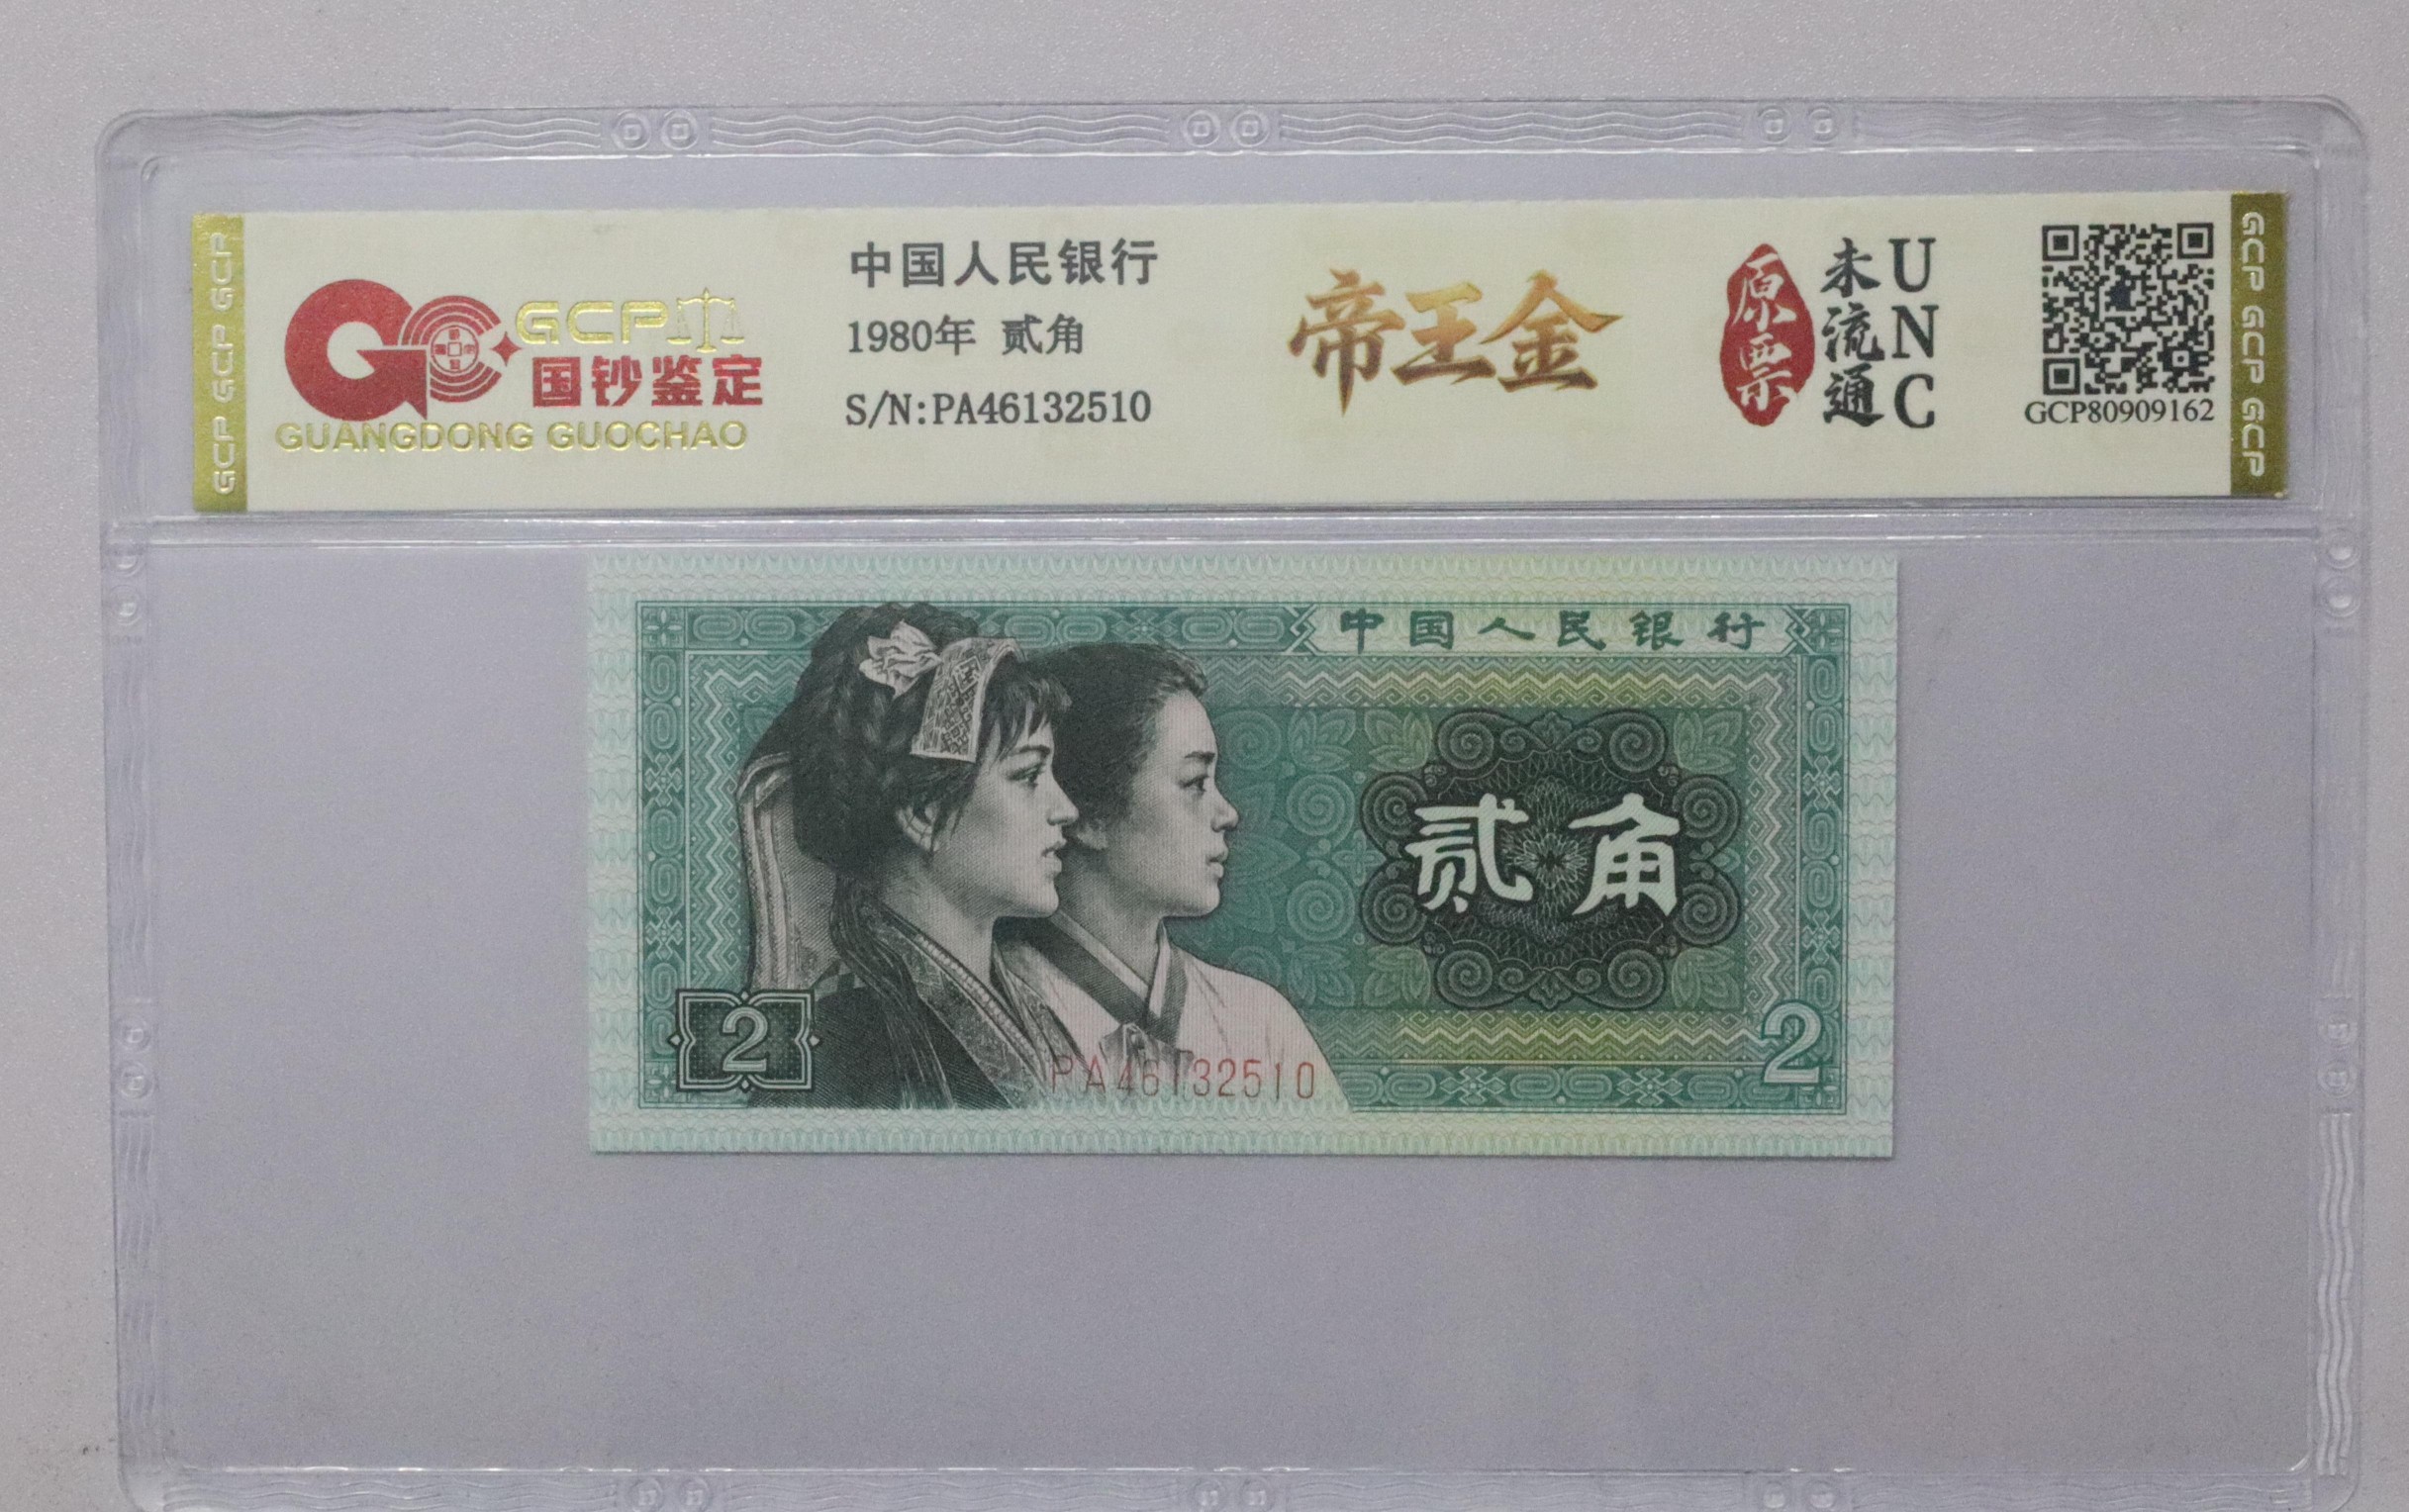 GCP GCP GCP
GCP
国钞鉴定
GUANGDONG GUOCHAO
中国人民银行
1980年 贰角
S/N:PA46132510
帝王金
原票
未流通
UNC
GCP80909162
GCP GCP GCP
中国人民银行
贰角
2
PA46132510
2